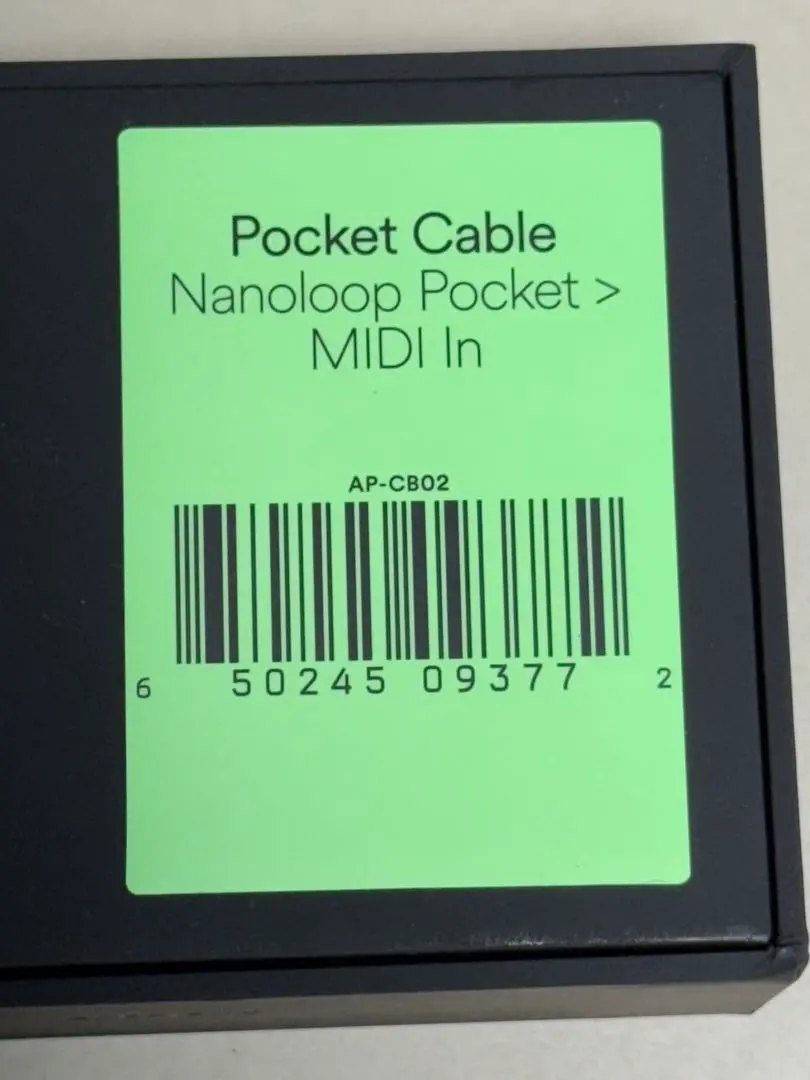 Pocket Cable
Nanoloop Pocket >
MIDI In
AP-CB02
6 50245 09377 2